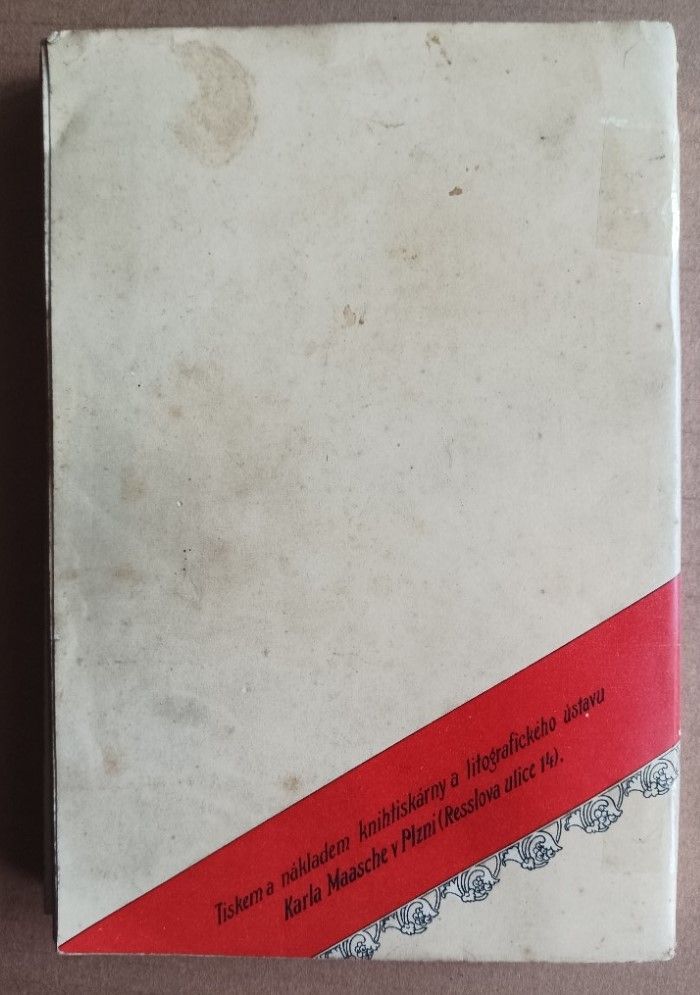 Tiskem a nákladem knihtiskárny a litografického ústavu
Karla Maasche v Plzni (Resslova ulice 14).